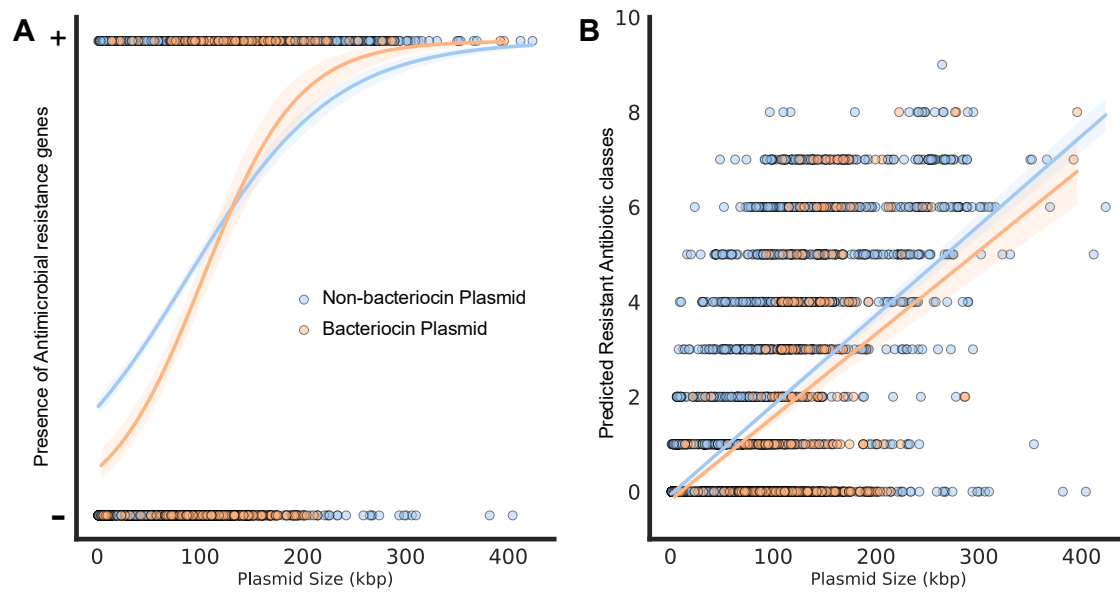 A
+
-
Presence of Antimicrobial resistance genes
Non-bacteriocin Plasmid
Bacteriocin Plasmid
0 100 200 300 400
Plasmid Size (kbp)
B
10
8
6
4
2
0
Predicted Resistant Antibiotic classes
0 100 200 300 400
Plasmid Size (kbp)